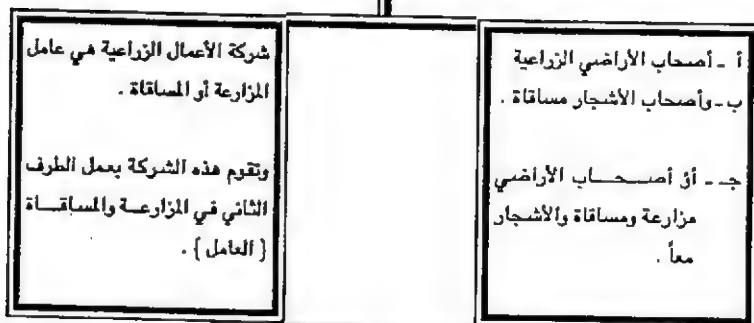 أ ـ أصحاب الأراضي الزراعية
ب ـ وأصحاب الأشجار مساقاة .
جـ ـ أو أصحاب الأراضي
مزارعة ومساقاة والأشجار
معاً .
شركة الأعمال الزراعية هي عامل
المزارعة أو المساقاة .
وتقوم هذه الشركة بعمل الطرف
الثاني في المزارعة والمساقاة
{ العامل } .